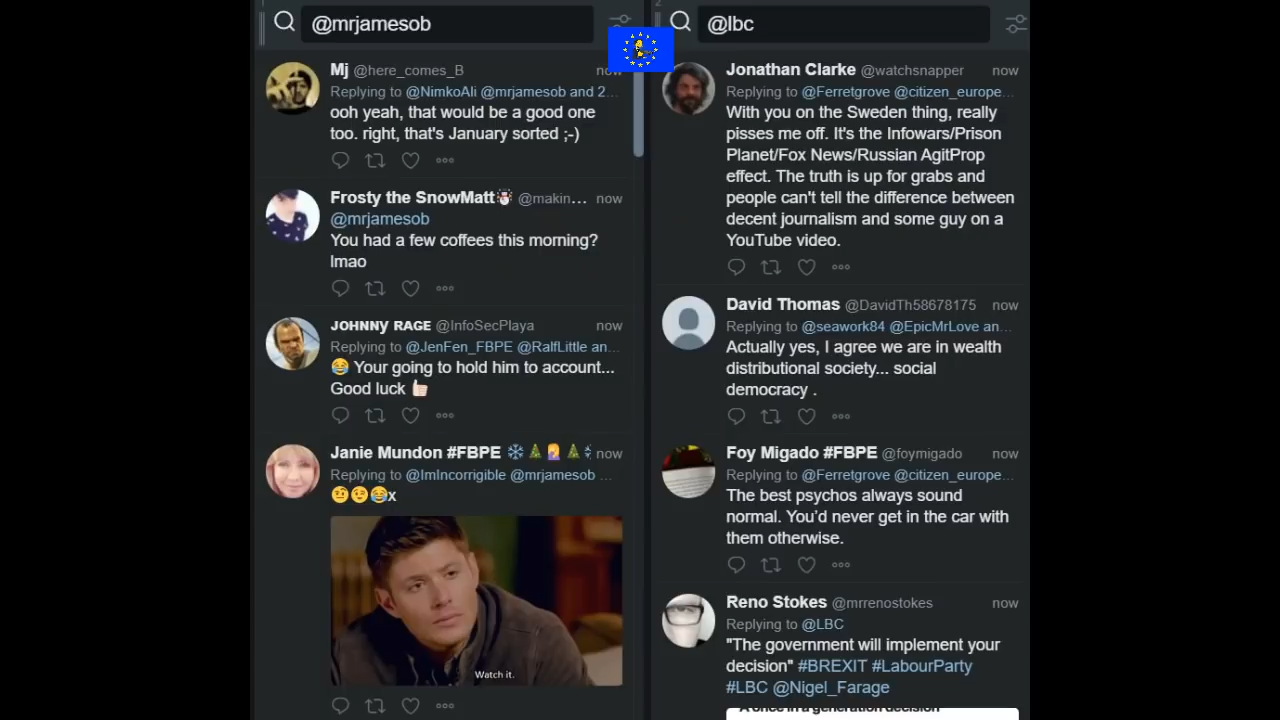 1
@mrjamesob
Mj @here_comes_B now
Replying to @NimkoAli @mrjamesob and 2...
ooh yeah, that would be a good one
too. right, that's January sorted ;-)
Frosty the SnowMatt☃ @makin... now
@mrjamesob
You had a few coffees this morning?
lmao
JOHNNY RAGE @InfoSecPlaya now
Replying to @JenFen_FBPE @RalfLittle an...
😂 Your going to hold him to account...
Good luck 👍🏻
Janie Mundon #FBPE ❄🎄🤦🏼‍♀️🎄 now
Replying to @ImIncorrigible @mrjamesob ...
🤨😉😂x
Watch it.
2
@lbc
Jonathan Clarke @watchsnapper now
Replying to @Ferretgrove @citizen_europe...
With you on the Sweden thing, really
pisses me off. It's the Infowars/Prison
Planet/Fox News/Russian AgitProp
effect. The truth is up for grabs and
people can't tell the difference between
decent journalism and some guy on a
YouTube video.
David Thomas @DavidTh58678175 now
Replying to @seawork84 @EpicMrLove an...
Actually yes, I agree we are in wealth
distributional society... social
democracy .
Foy Migado #FBPE @foymigado now
Replying to @Ferretgrove @citizen_europe...
The best psychos always sound
normal. You'd never get in the car with
them otherwise.
Reno Stokes @mrrenostokes now
Replying to @LBC
"The government will implement your
decision" #BREXIT #LabourParty
#LBC @Nigel_Farage
A once in a generation decision